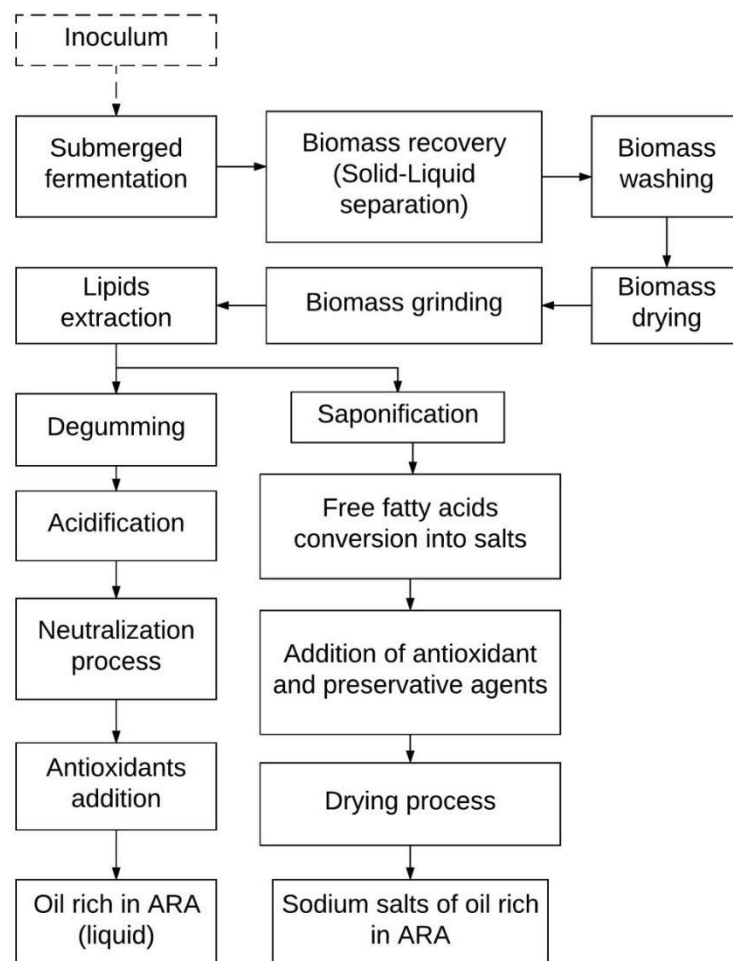 Inoculum
Submerged
fermentation
Biomass recovery
(Solid-Liquid
separation)
Biomass
washing
Biomass
drying
Biomass grinding
Lipids
extraction
Degumming
Acidification
Neutralization
process
Antioxidants
addition
Oil rich in ARA
(liquid)
Saponification
Free fatty acids
conversion into salts
Addition of antioxidant
and preservative agents
Drying process
Sodium salts of oil rich
in ARA